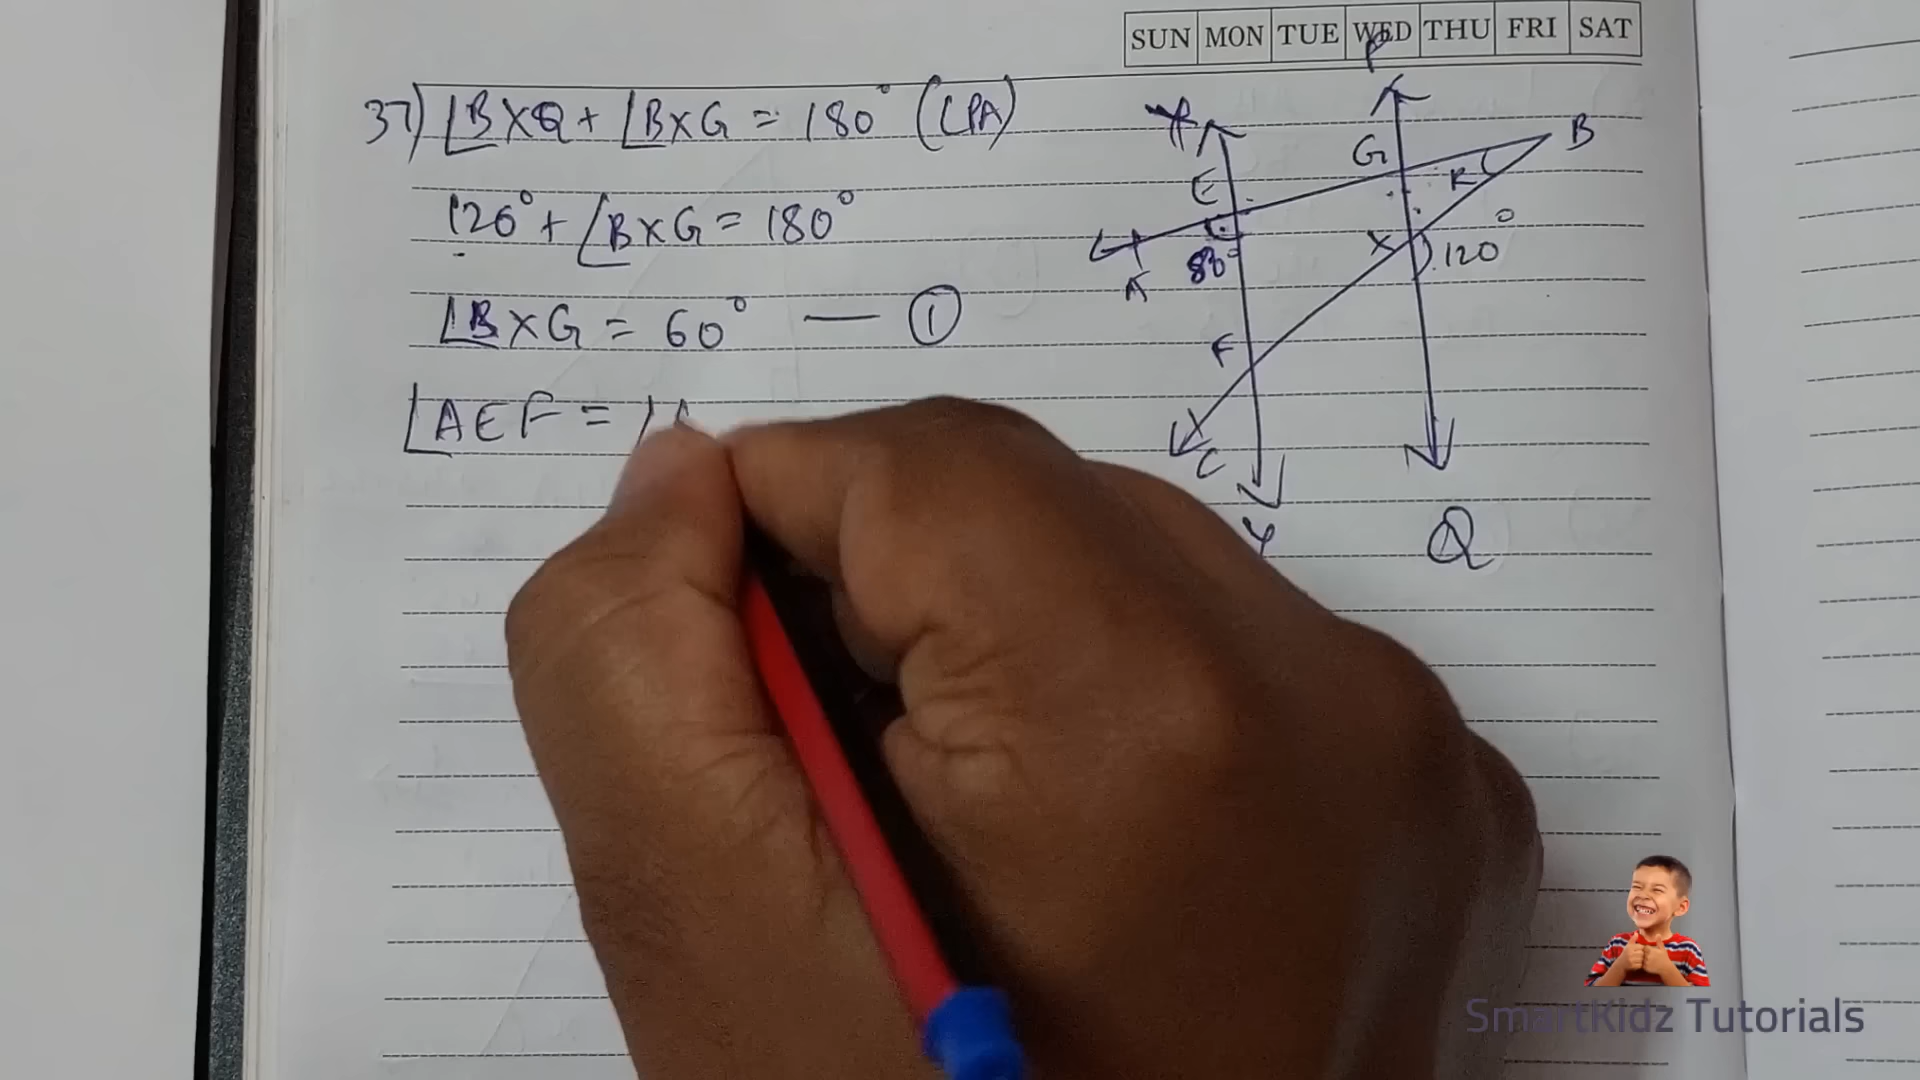 SUN MON TUE WED THU FRI SAT
37) ∠BXQ + ∠BXG = 180° (LPA)
120° + ∠BXG = 180°
∠BXG = 60° — ①
∠AEF = ∠A
P
B
G
E
K
X
120°
A
80°
F
C
Y
Q
SmartKidz Tutorials